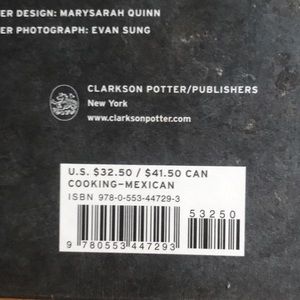 ER DESIGN: MARYSARAH QUINN
ER PHOTOGRAPH: EVAN SUNG
CLARKSON POTTER/PUBLISHERS
New York
www.clarksonpotter.com
U.S. $32.50 / $41.50 CAN
COOKING–MEXICAN
ISBN 978-0-553-44729-3
53250
9 780553 447293